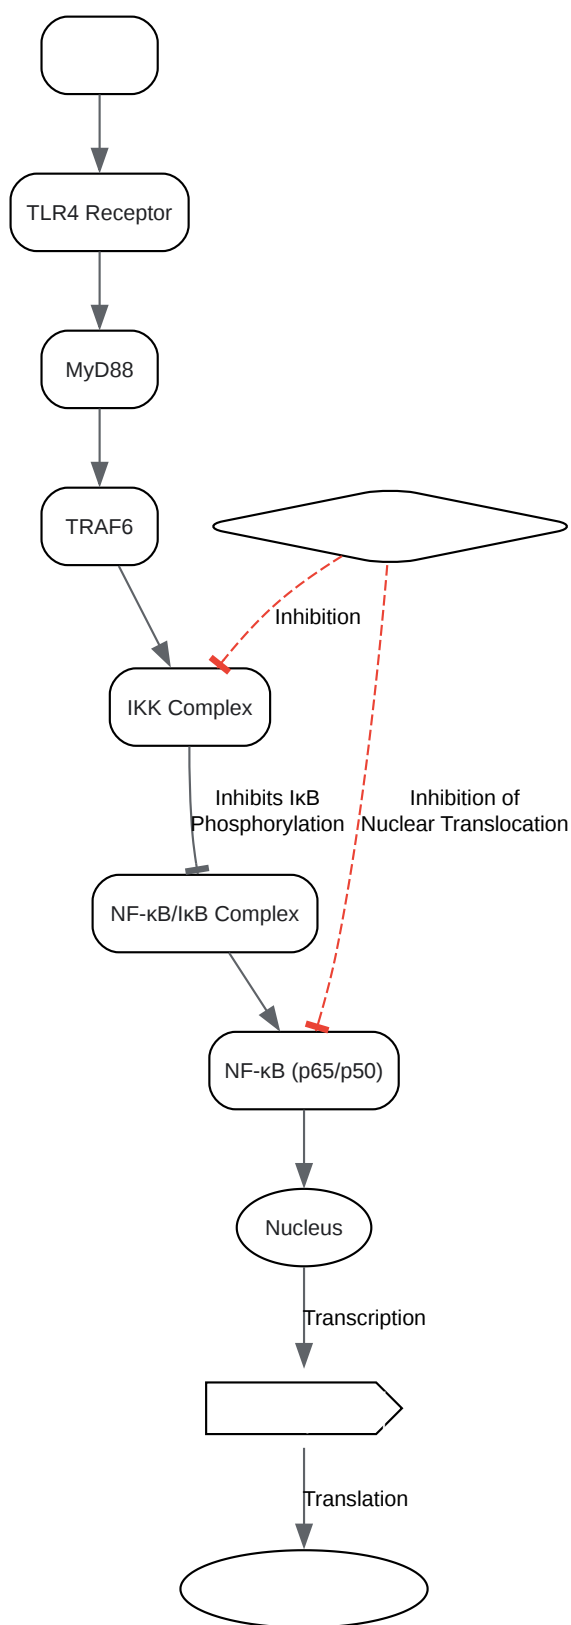 TLR4 Receptor
MyD88
TRAF6
Inhibition
IKK Complex
Inhibits IκB
Phosphorylation
Inhibition of
Nuclear Translocation
NF-κB/IκB Complex
NF-κB (p65/p50)
Nucleus
Transcription
Translation